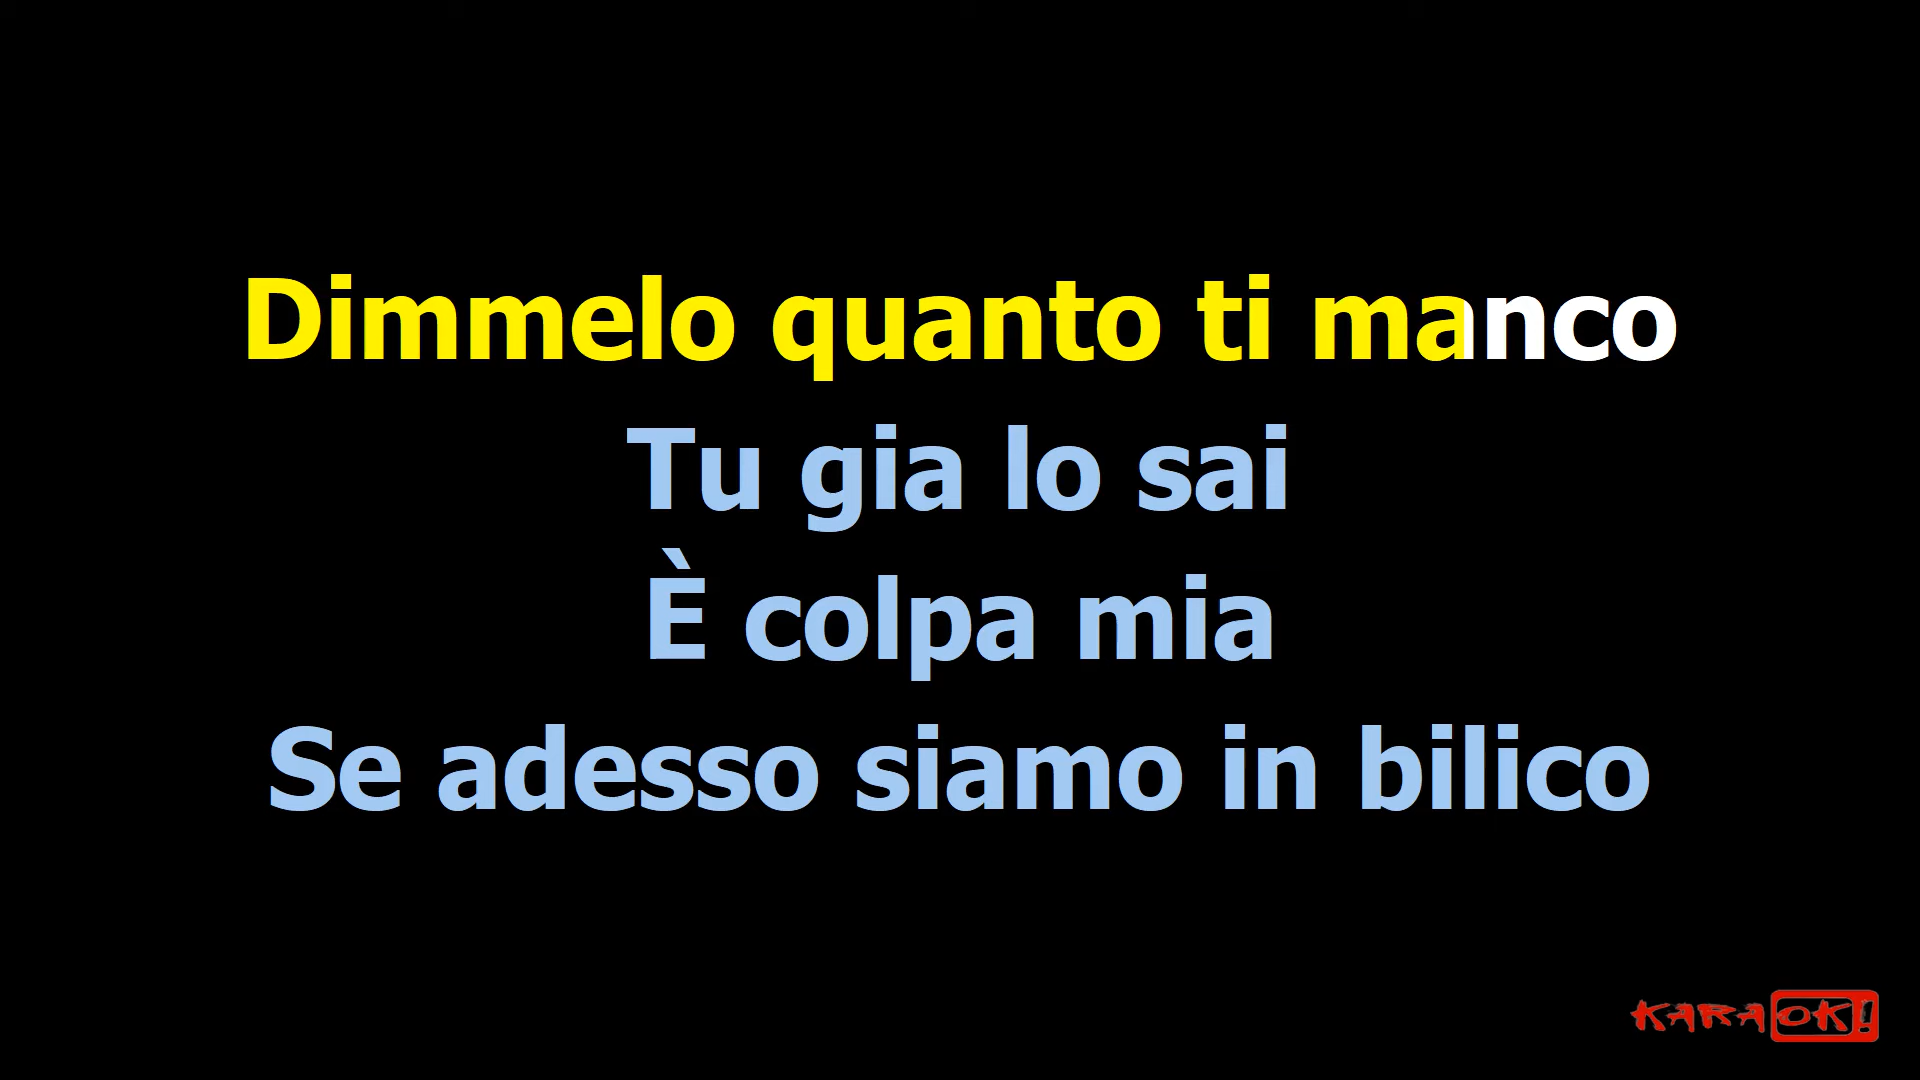 Dimmelo quanto ti manco
Tu gia lo sai
È colpa mia
Se adesso siamo in bilico
KARAOK!